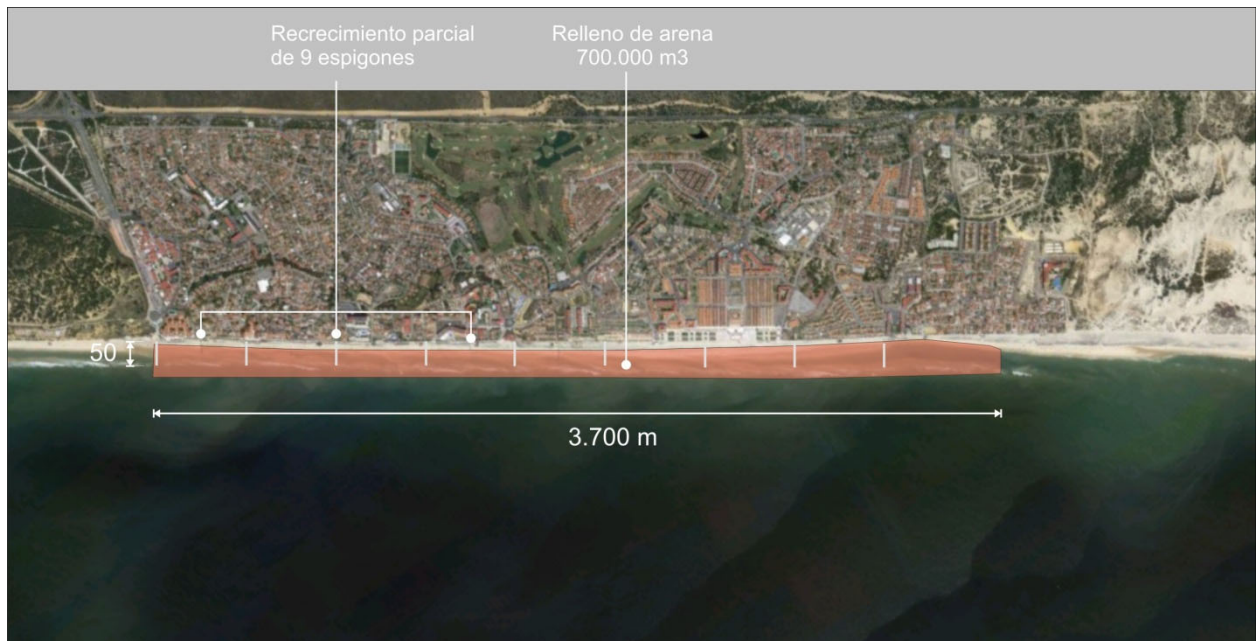 Recrecimiento parcial
de 9 espigones
Relleno de arena
700.000 m3
50
3.700 m